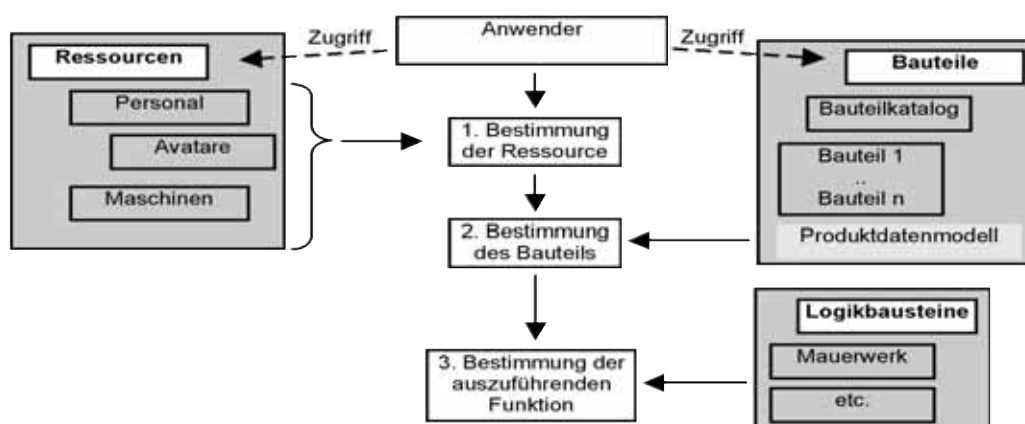 Anwender
Zugriff
Zugriff
Ressourcen
Personal
Avatare
Maschinen
1. Bestimmung
der Ressource
2. Bestimmung
des Bauteils
3. Bestimmung der
auszuführenden
Funktion
Bauteile
Bauteilkatalog
Bauteil 1
..
Bauteil n
Produktdatenmodell
Logikbausteine
Mauerwerk
etc.